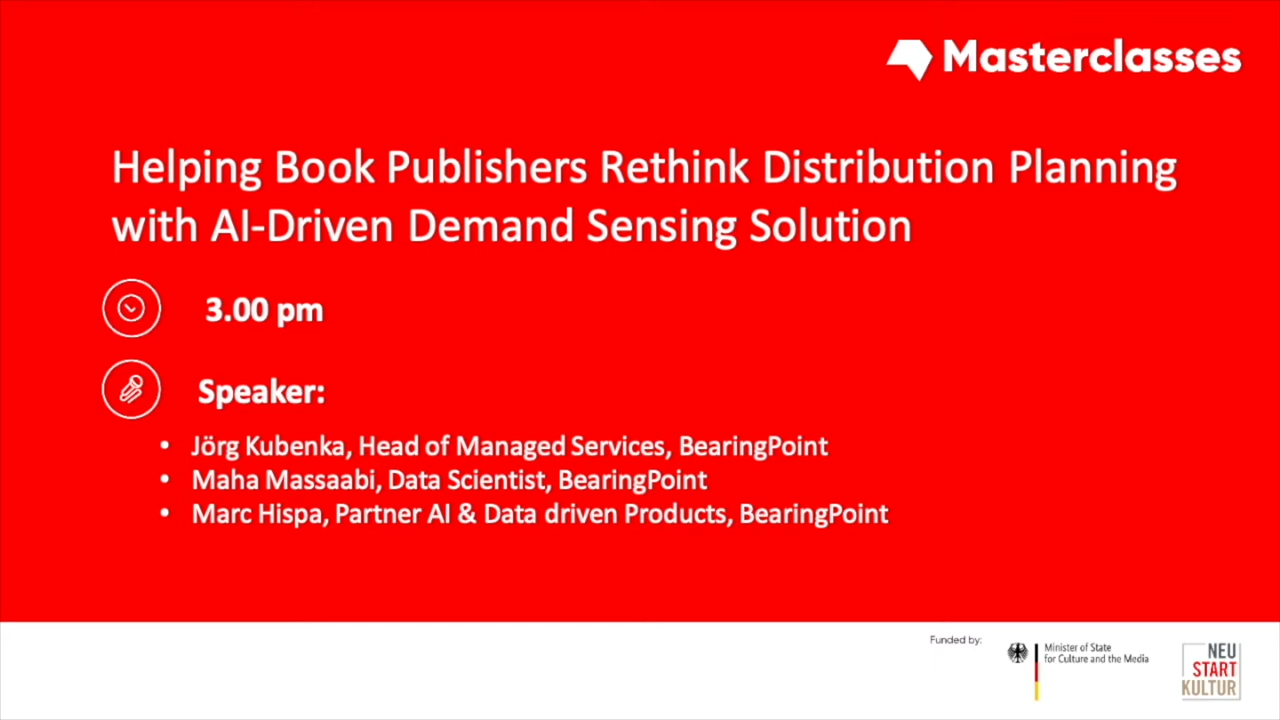 Masterclasses
Helping Book Publishers Rethink Distribution Planning
with AI-Driven Demand Sensing Solution
3.00 pm
Speaker:
• Jörg Kubenka, Head of Managed Services, BearingPoint
• Maha Massaabi, Data Scientist, BearingPoint
• Marc Hispa, Partner AI & Data driven Products, BearingPoint
Funded by:
Minister of State
for Culture and the Media
NEU
START
KULTUR